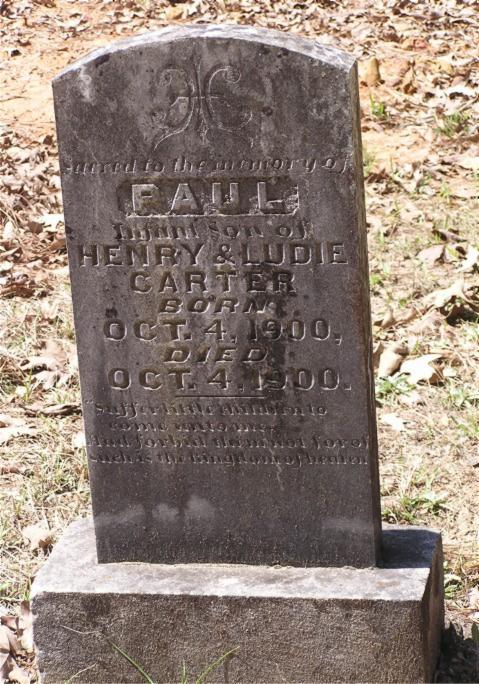 Sacred to the memory of
PAUL
Infant son of
HENRY & LUDIE
CARTER
BORN
OCT. 4, 1900,
DIED
OCT. 4, 1900.
"Suffer little children to
come unto me
And forbid them not for of
such is the kingdom of heaven